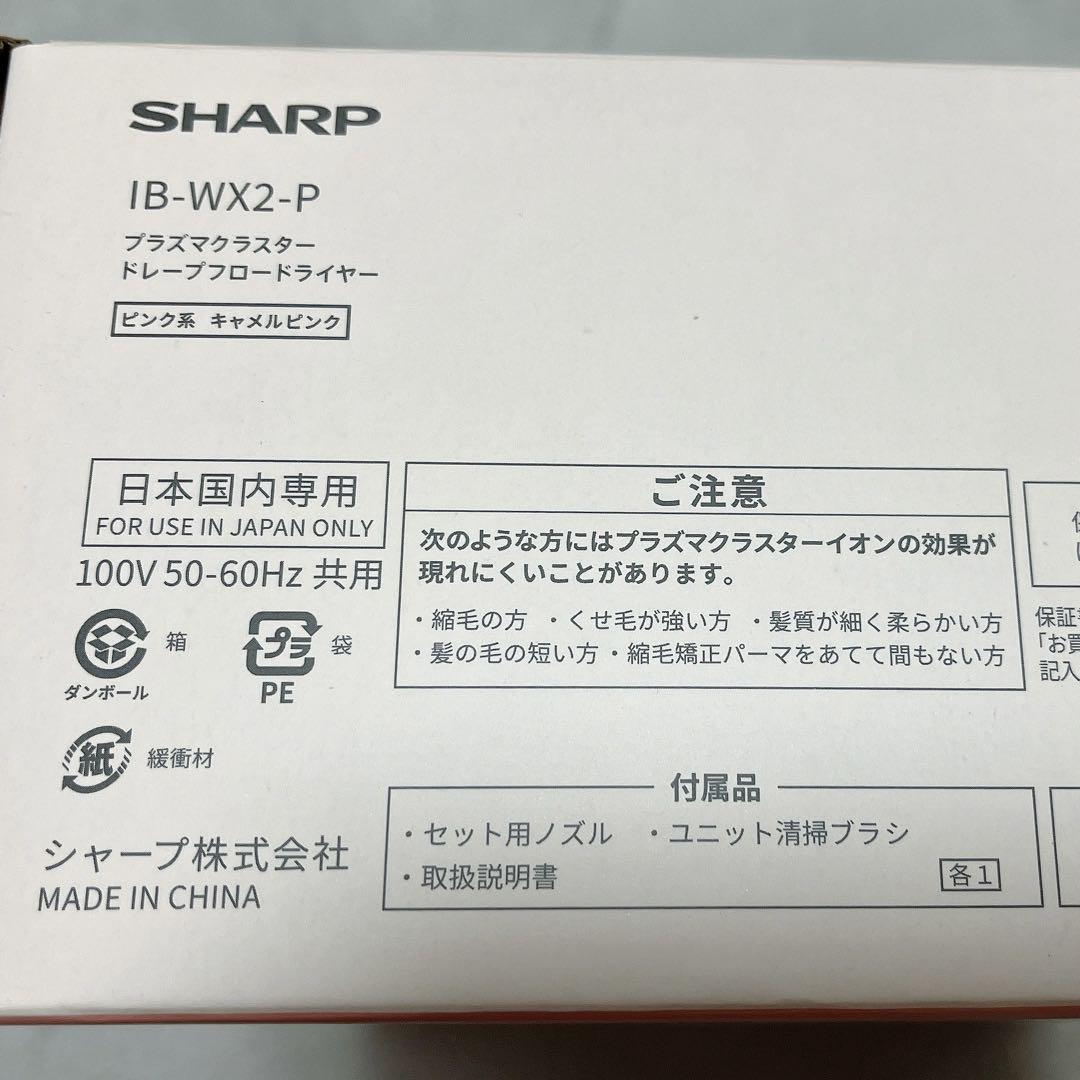 SHARP
IB-WX2-P
プラズマクラスター
ドレープフロードライヤー
ピンク系 キャメルピンク
日本国内専用
FOR USE IN JAPAN ONLY
100V 50-60Hz 共用
箱
ダンボール
プラ
袋
PE
紙
緩衝材
シャープ株式会社
MADE IN CHINA
ご注意
次のような方にはプラズマクラスターイオンの効果が
現れにくいことがあります。
・縮毛の方 ・くせ毛が強い方 ・髪質が細く柔らかい方
・髪の毛の短い方 ・縮毛矯正パーマをあてて間もない方
付属品
・セット用ノズル ・ユニット清掃ブラシ
・取扱説明書
各1
保証
「お買
記入